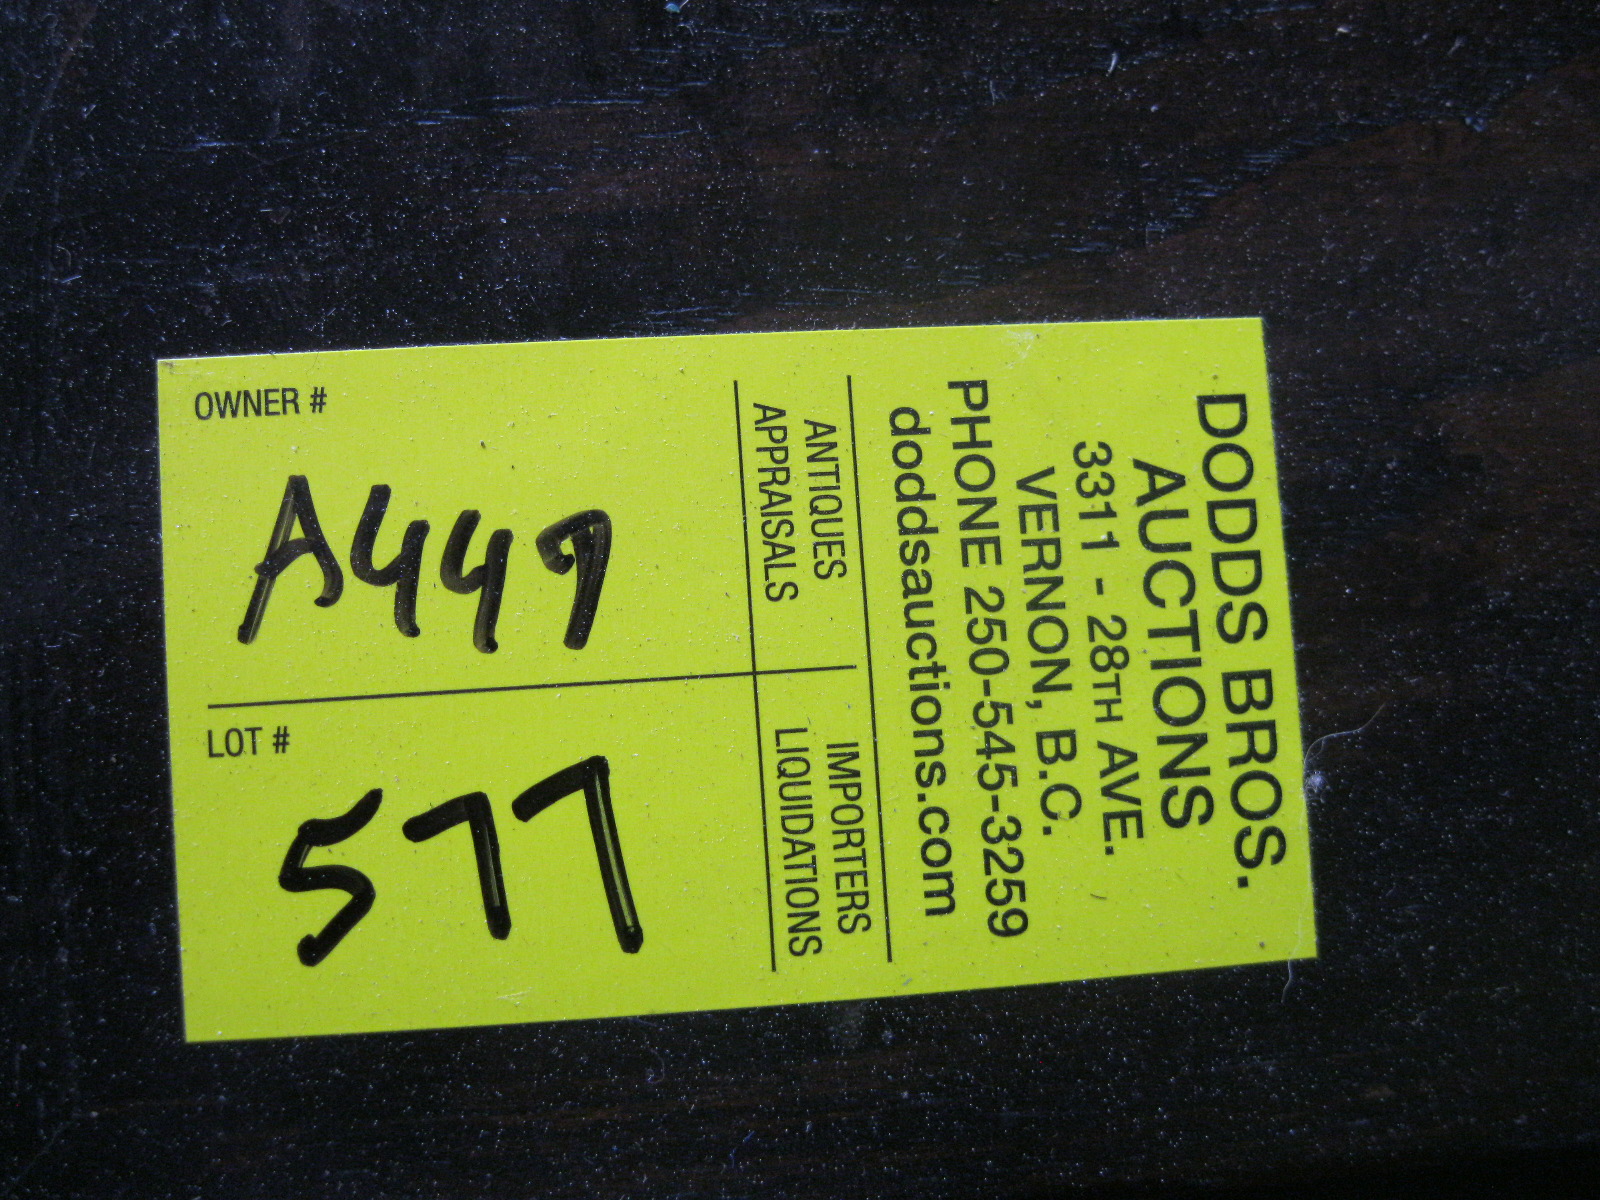 DODDS BROS.
AUCTIONS
3311 - 28TH AVE.
VERNON, B.C.
PHONE 250-545-3259
doddsauctions.com
ANTIQUES
APPRAISALS
IMPORTERS
LIQUIDATIONS
OWNER #
A449
LOT #
577